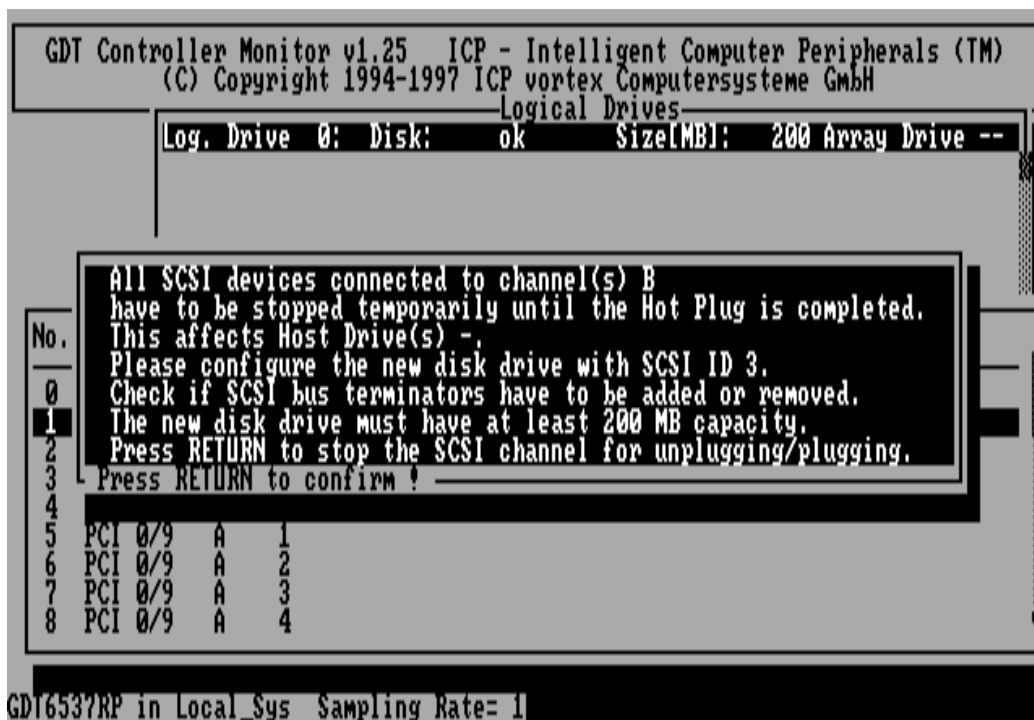 GDT Controller Monitor v1.25 ICP - Intelligent Computer Peripherals (TM)
(C) Copyright 1994-1997 ICP vortex Computersysteme GmbH
Logical Drives
Log. Drive 0: Disk: ok Size[MB]: 200 Array Drive --
All SCSI devices connected to channel(s) B
have to be stopped temporarily until the Hot Plug is completed.
This affects Host Drive(s) -.
Please configure the new disk drive with SCSI ID 3.
Check if SCSI bus terminators have to be added or removed.
The new disk drive must have at least 200 MB capacity.
Press RETURN to stop the SCSI channel for unplugging/plugging.
Press RETURN to confirm !
No.
0
1
2
3
4
5 PCI 0/9 A 1
6 PCI 0/9 A 2
7 PCI 0/9 A 3
8 PCI 0/9 A 4
GDT6537RP in Local_Sys Sampling Rate= 1